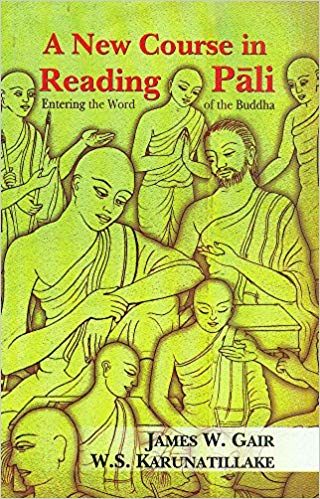 A New Course in
Reading Pāli
Entering the Word of the Buddha
JAMES W. GAIR
W.S. KARUNATILLAKE